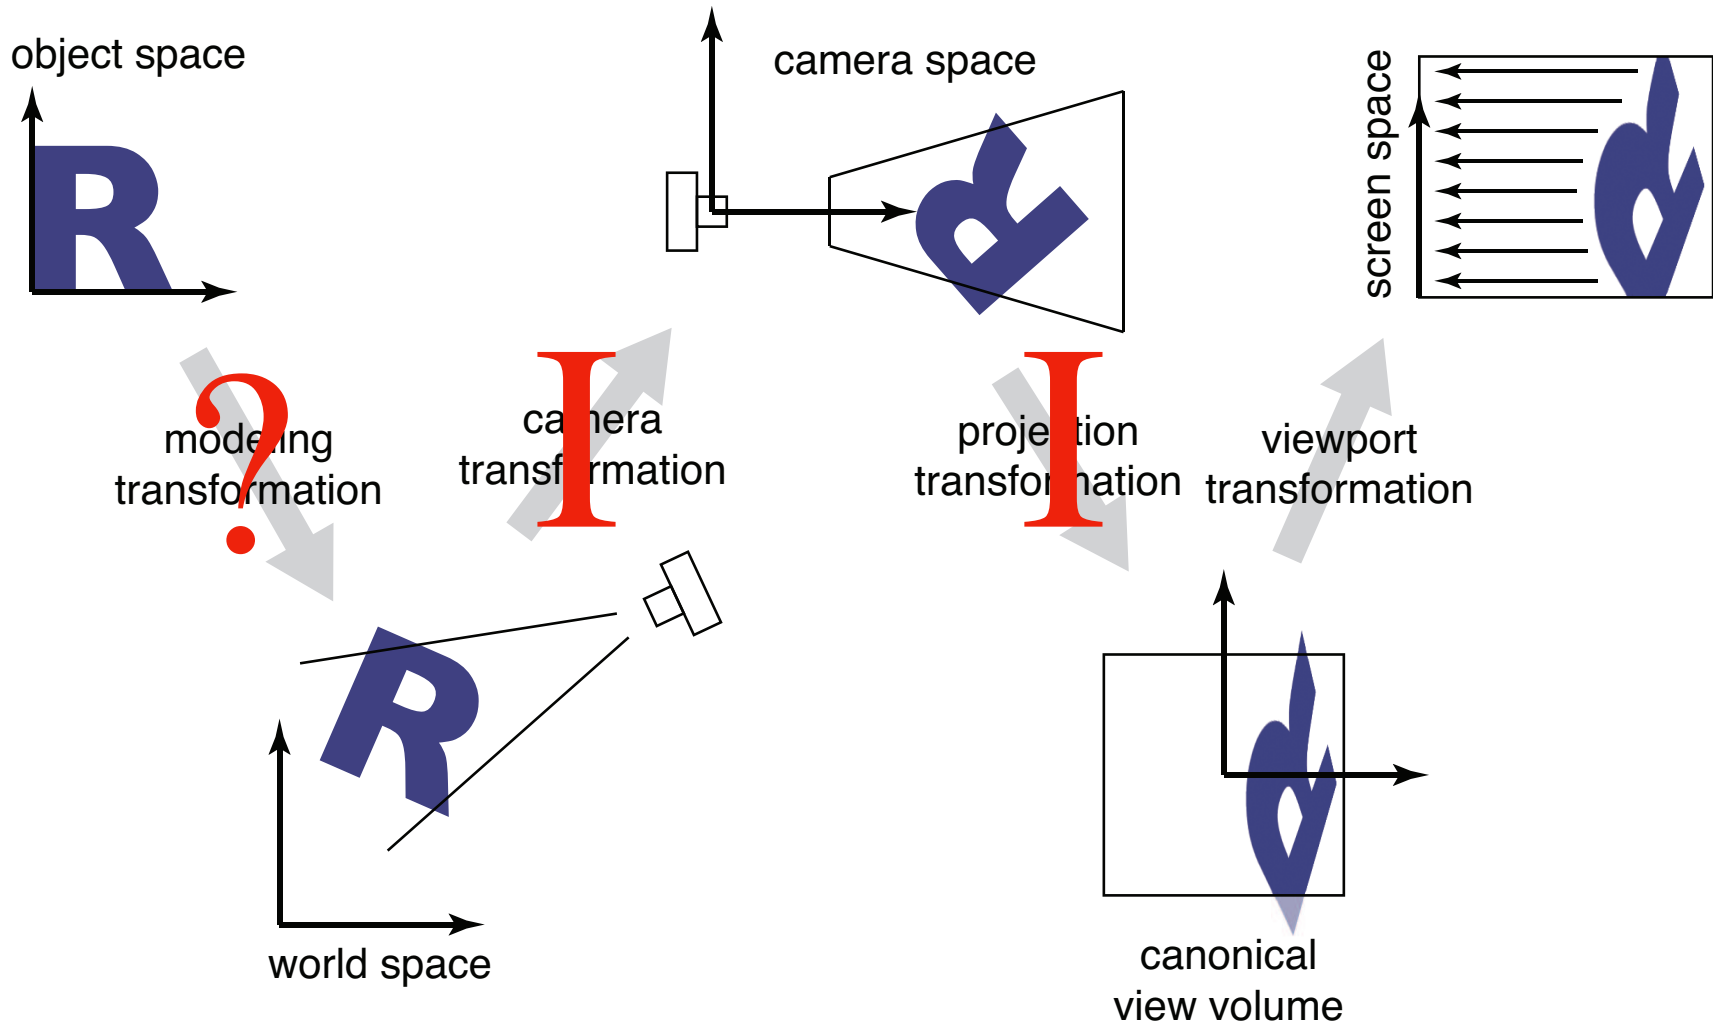 object space
R
camera space
R
screen space
R
?
modeling
transformation
I
camera
transformation
I
projection
transformation
viewport
transformation
R
world space
R
canonical
view volume